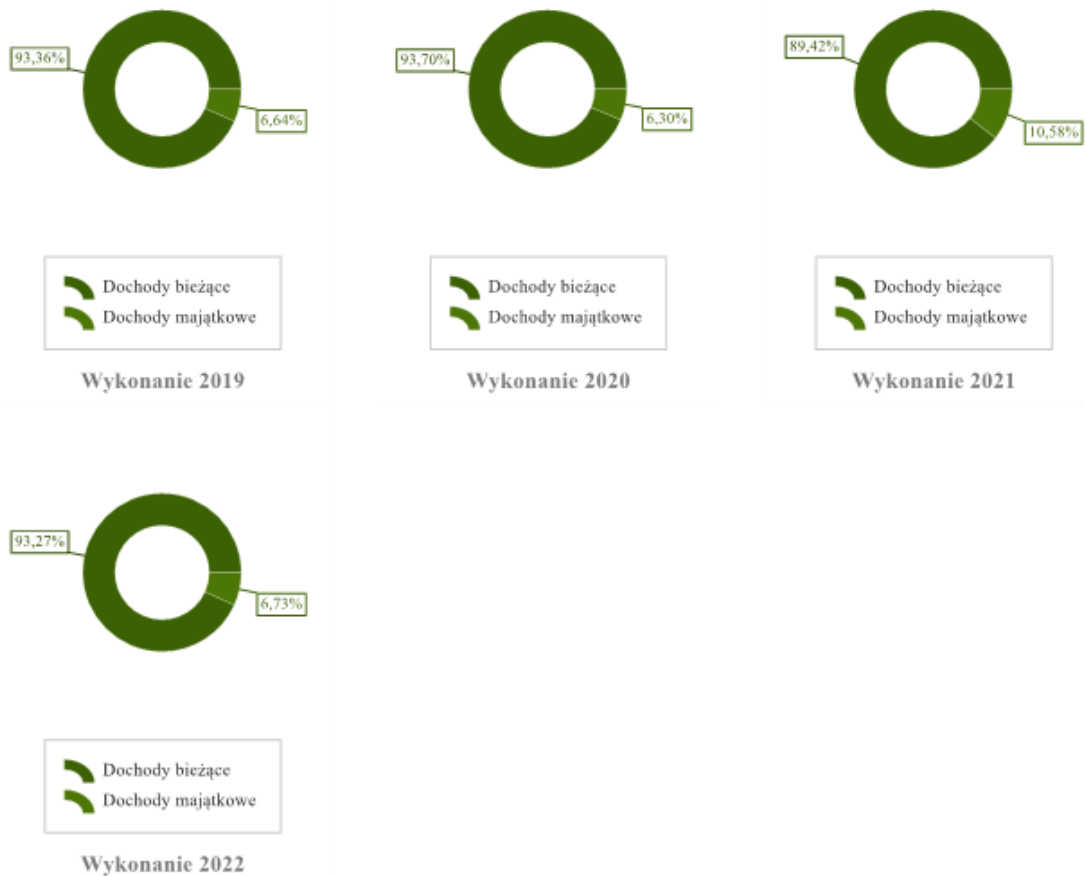 93,36%
6,64%
Dochody bieżące
Dochody majątkowe
Wykonanie 2019
93,70%
6,30%
Dochody bieżące
Dochody majątkowe
Wykonanie 2020
89,42%
10,58%
Dochody bieżące
Dochody majątkowe
Wykonanie 2021
93,27%
6,73%
Dochody bieżące
Dochody majątkowe
Wykonanie 2022